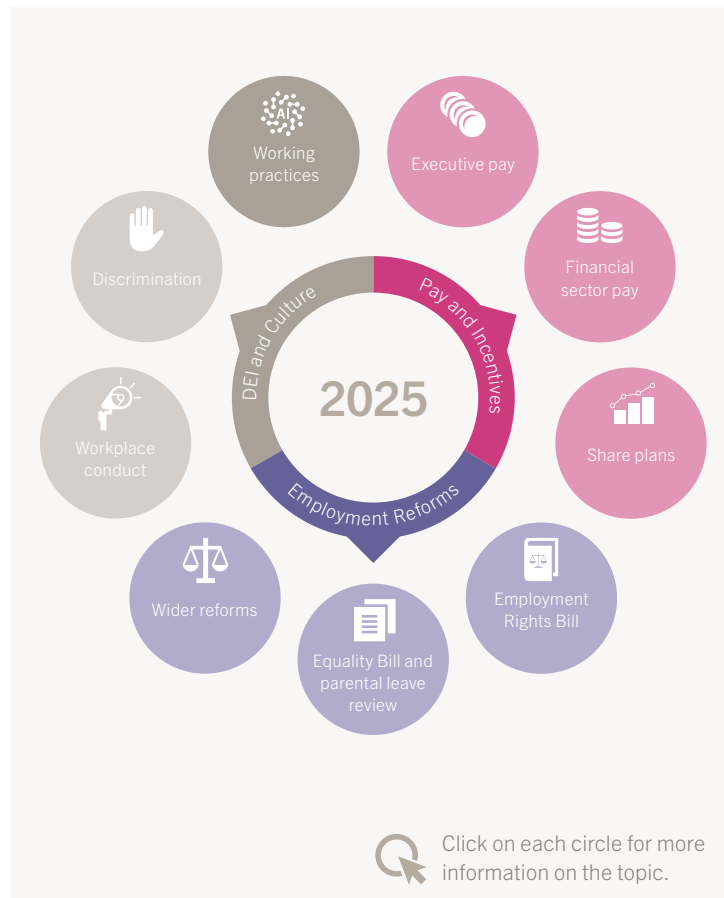 AI
Working
practices
Executive pay
Discrimination
Financial
sector pay
DEI and Culture
Pay and Incentives
2025
Workplace
conduct
Share plans
Employment Reforms
Wider reforms
Employment
Rights Bill
Equality Bill and
parental leave
review
Click on each circle for more
information on the topic.